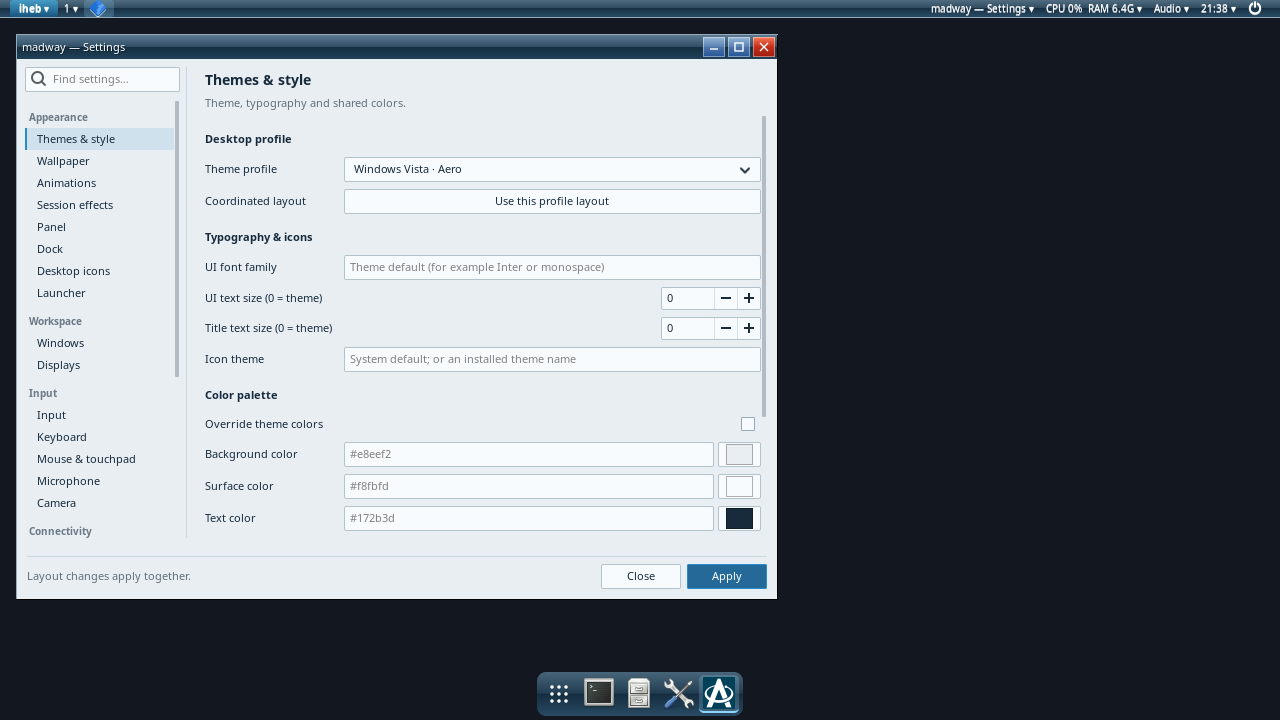 iheb ▾ 1 ▾ madway — Settings ▾ CPU 0% RAM 6.4G ▾ Audio ▾ 21:38 ▾
madway — Settings
Find settings...
Appearance
Themes & style
Wallpaper
Animations
Session effects
Panel
Dock
Desktop icons
Launcher
Workspace
Windows
Displays
Input
Input
Keyboard
Mouse & touchpad
Microphone
Camera
Connectivity
Themes & style
Theme, typography and shared colors.
Desktop profile
Theme profile Windows Vista · Aero
Coordinated layout Use this profile layout
Typography & icons
UI font family Theme default (for example Inter or monospace)
UI text size (0 = theme) 0
Title text size (0 = theme) 0
Icon theme System default; or an installed theme name
Color palette
Override theme colors
Background color #e8eef2
Surface color #f8fbfd
Text color #172b3d
Layout changes apply together. Close Apply